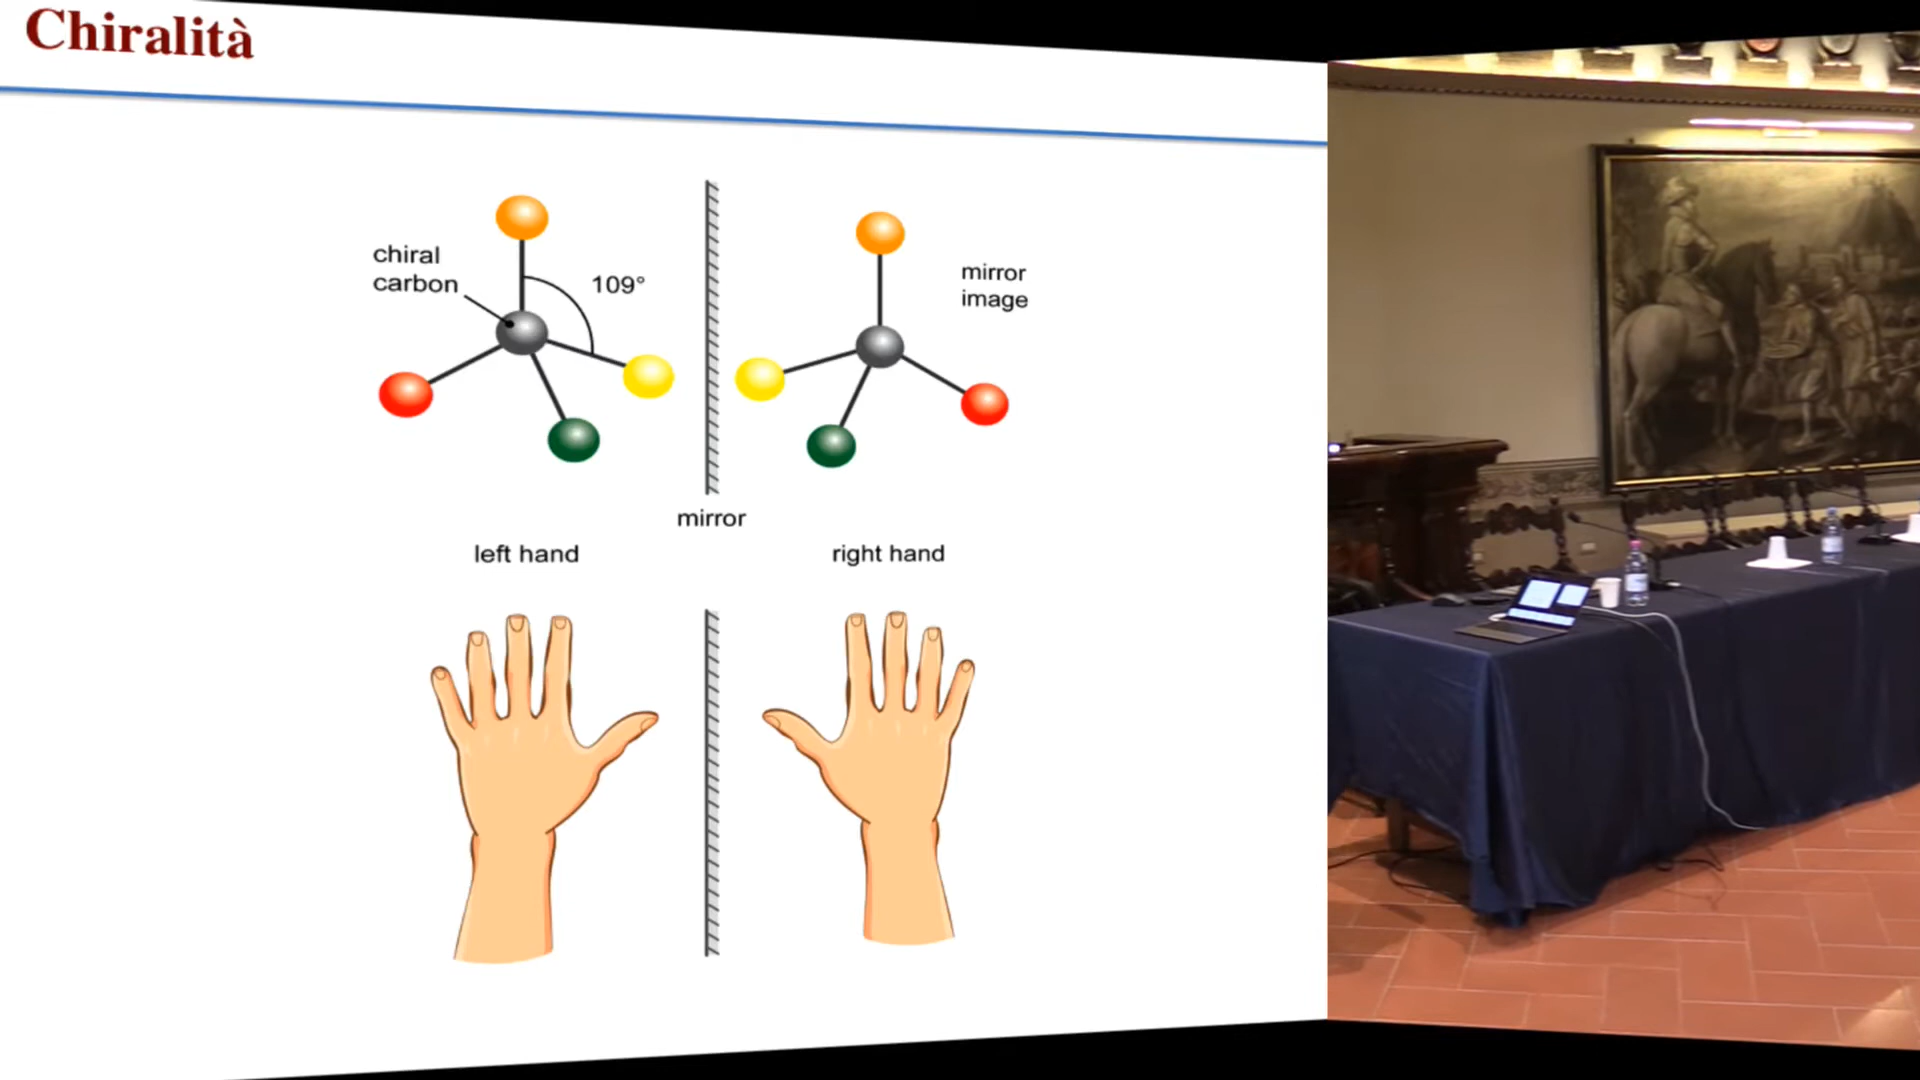 Chiralità
chiral
carbon
109°
mirror
image
mirror
left hand
right hand